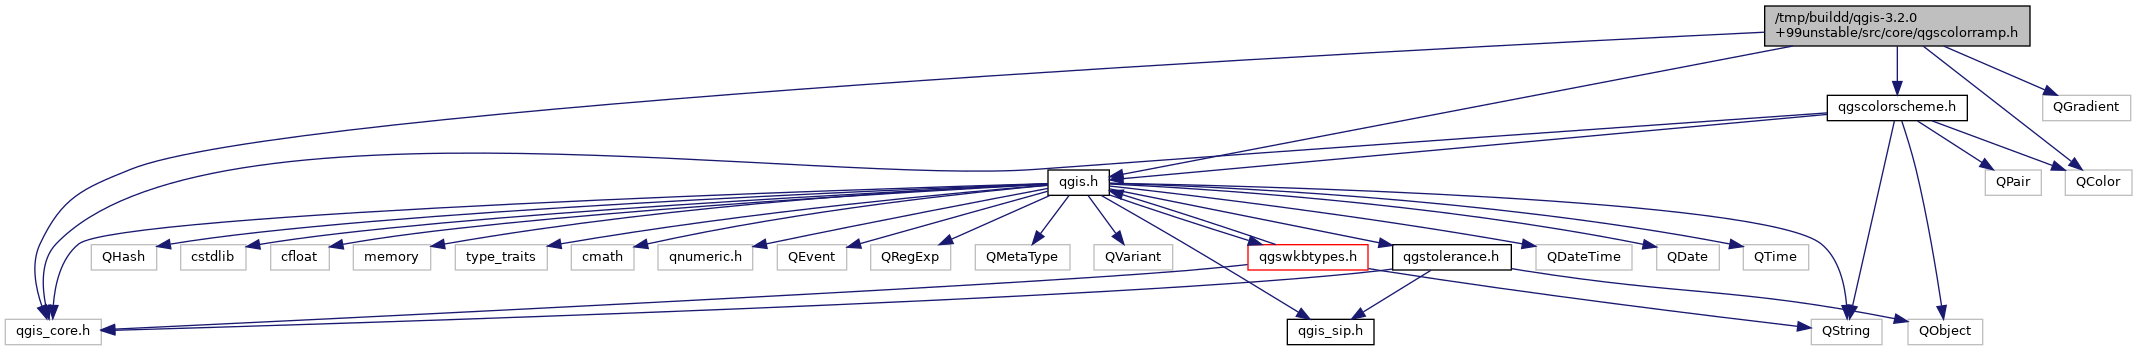 /tmp/buildd/qgis-3.2.0
+99unstable/src/core/qgscolorramp.h
qgscolorscheme.h
QGradient
qgis.h
QPair
QColor
QHash
cstdlib
cfloat
memory
type_traits
cmath
qnumeric.h
QEvent
QRegExp
QMetaType
QVariant
qgswkbtypes.h
qgstolerance.h
QDateTime
QDate
QTime
qgis_core.h
qgis_sip.h
QString
QObject